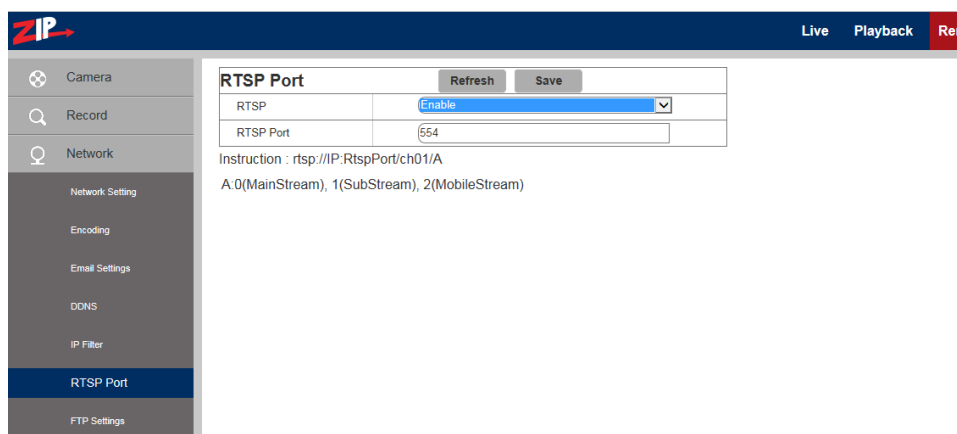 ZIP
Live Playback Re
Camera
Record
Network
Network Setting
Encoding
Email Settings
DDNS
IP Filter
RTSP Port
FTP Settings
RTSP Port Refresh Save
RTSP Enable
RTSP Port 554
Instruction : rtsp://IP:RtspPort/ch01/A
A:0(MainStream), 1(SubStream), 2(MobileStream)